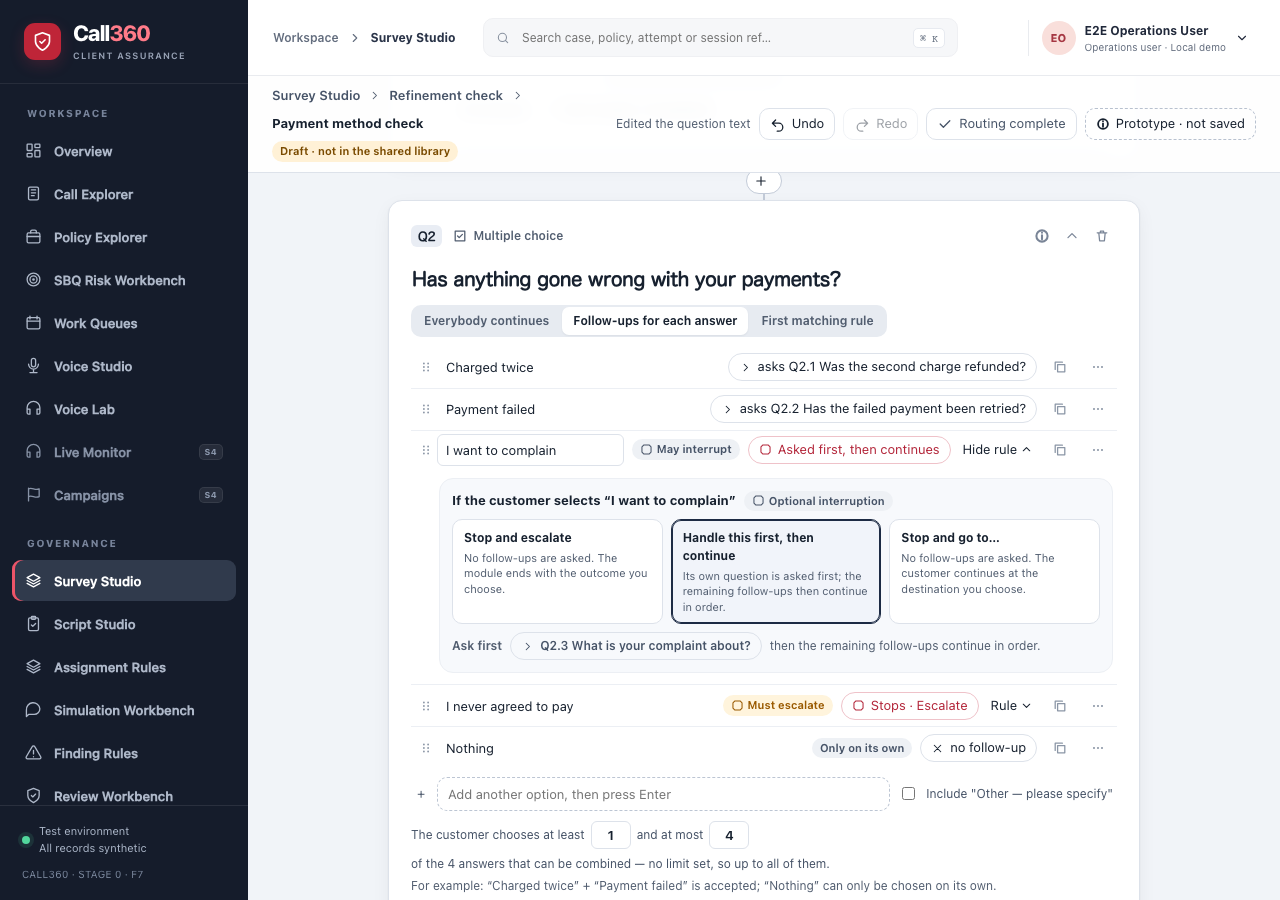 Call360
CLIENT ASSURANCE
WORKSPACE
Overview
Call Explorer
Policy Explorer
SBQ Risk Workbench
Work Queues
Voice Studio
Voice Lab
Live Monitor S4
Campaigns S4
GOVERNANCE
Survey Studio
Script Studio
Assignment Rules
Simulation Workbench
Finding Rules
Review Workbench
Test environment
All records synthetic
CALL360 · STAGE 0 · F7
Workspace > Survey Studio
Search case, policy, attempt or session ref... ⌘ K
EO
E2E Operations User
Operations user · Local demo
Survey Studio > Refinement check >
Payment method check
Draft · not in the shared library
Edited the question text
Undo
Redo
Routing complete
Prototype · not saved
+
Q2 Multiple choice
Has anything gone wrong with your payments?
Everybody continues Follow-ups for each answer First matching rule
Charged twice asks Q2.1 Was the second charge refunded?
Payment failed asks Q2.2 Has the failed payment been retried?
I want to complain May interrupt Asked first, then continues Hide rule
If the customer selects “I want to complain” Optional interruption
Stop and escalate
No follow-ups are asked. The
module ends with the outcome you
choose.
Handle this first, then
continue
Its own question is asked first; the
remaining follow-ups then continue
in order.
Stop and go to...
No follow-ups are asked. The
customer continues at the
destination you choose.
Ask first Q2.3 What is your complaint about? then the remaining follow-ups continue in order.
I never agreed to pay Must escalate Stops · Escalate Rule
Nothing Only on its own no follow-up
+ Add another option, then press Enter Include "Other — please specify"
The customer chooses at least 1 and at most 4
of the 4 answers that can be combined — no limit set, so up to all of them.
For example: “Charged twice” + “Payment failed” is accepted; “Nothing” can only be chosen on its own.